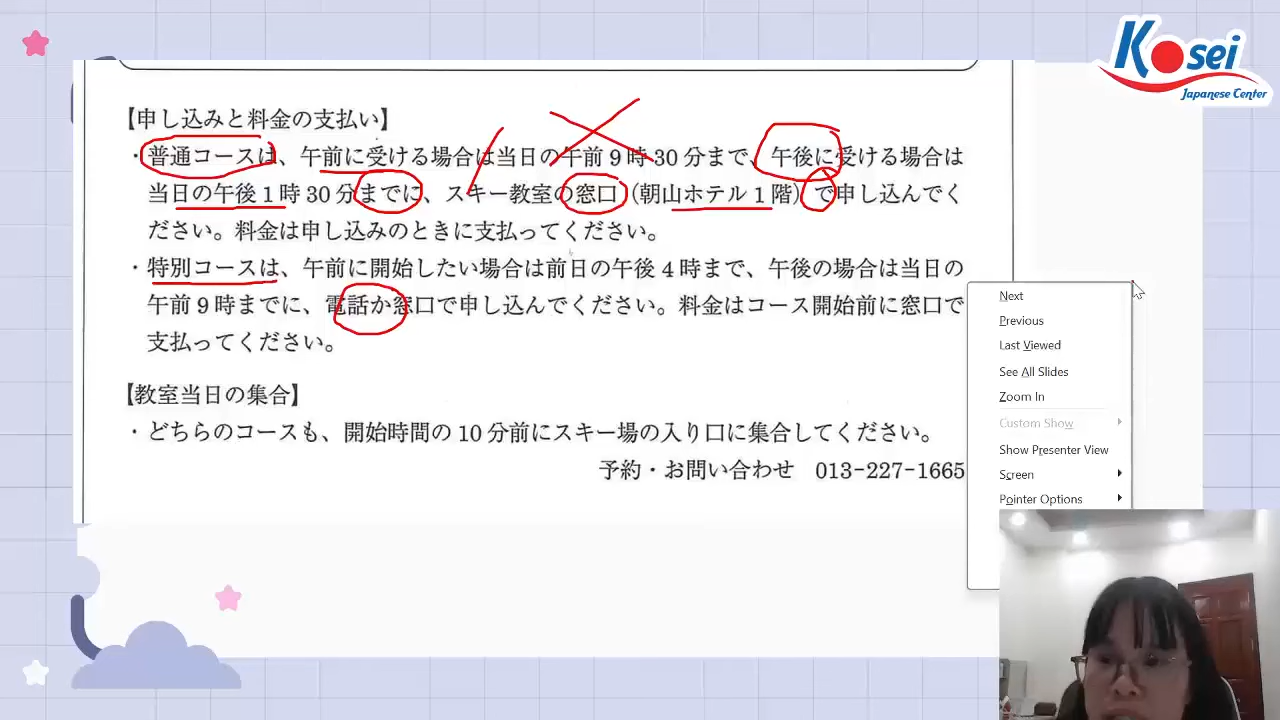 Kosei
Japanese Center
【申し込みと料金の支払い】
・普通コースは、午前に受ける場合は当日の午前9時30分まで、午後に受ける場合は
当日の午後1時30分までに、スキー教室の窓口（朝山ホテル1階）で申し込んでく
ださい。料金は申し込みのときに支払ってください。
・特別コースは、午前に開始したい場合は前日の午後4時まで、午後の場合は当日の
午前9時までに、電話か窓口で申し込んでください。料金はコース開始前に窓口で
支払ってください。
【教室当日の集合】
・どちらのコースも、開始時間の10分前にスキー場の入り口に集合してください。
予約・お問い合わせ　013-227-1665
Next
Previous
Last Viewed
See All Slides
Zoom In
Custom Show
Show Presenter View
Screen
Pointer Options